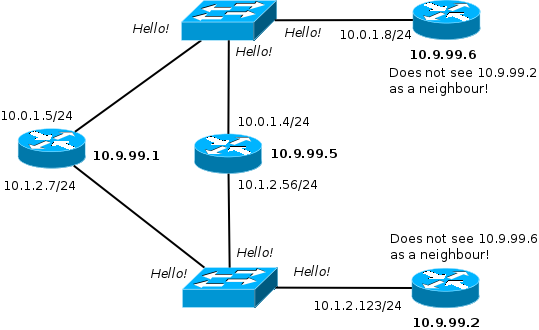 Hello!
Hello!
10.0.1.8/24
Hello!
10.9.99.6
Does not see 10.9.99.2
as a neighbour!
10.0.1.5/24
10.0.1.4/24
10.9.99.1
10.9.99.5
10.1.2.7/24
10.1.2.56/24
Does not see 10.9.99.6
as a neighbour!
Hello!
Hello!
Hello!
10.1.2.123/24
10.9.99.2